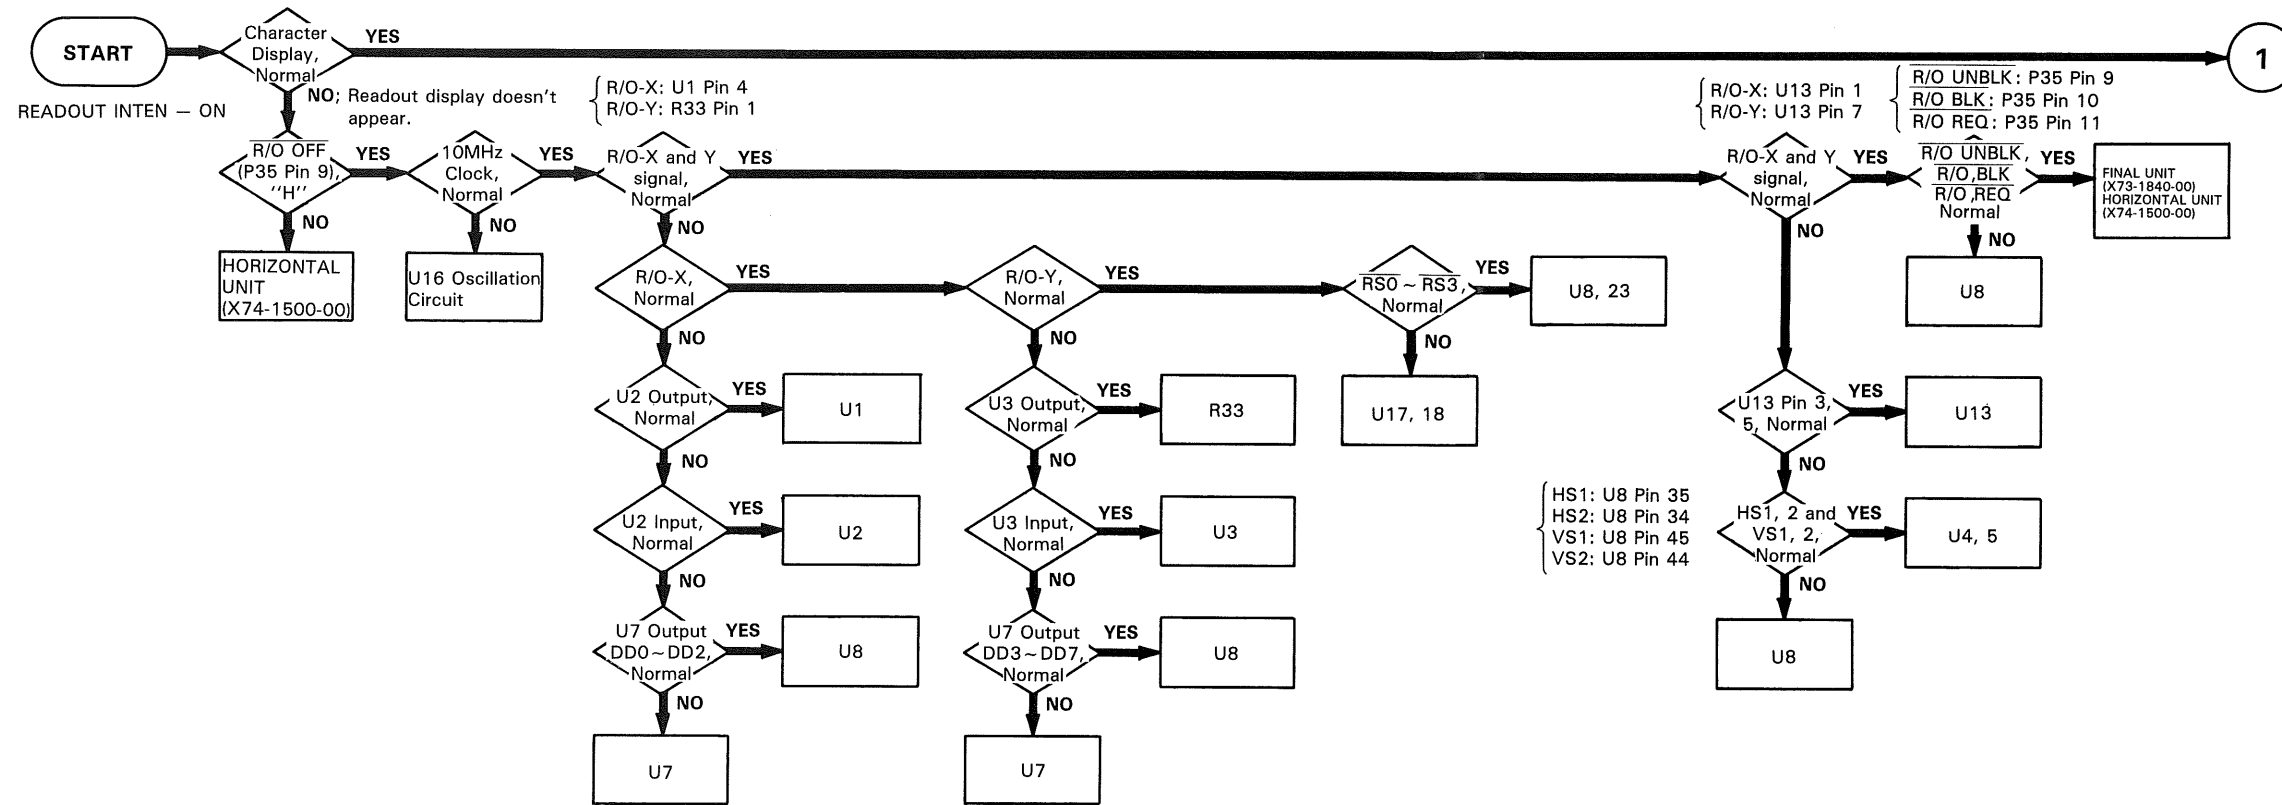 START
READOUT INTEN — ON
Character
Display,
Normal
YES
1
NO; Readout display doesn't
appear.
R/O-X: U1 Pin 4
R/O-Y: R33 Pin 1
R/O-X: U13 Pin 1
R/O-Y: U13 Pin 7
R/O UNBLK: P35 Pin 9
R/O BLK: P35 Pin 10
R/O REQ: P35 Pin 11
R/O OFF
(P35 Pin 9),
"H"
YES
NO
HORIZONTAL
UNIT
(X74-1500-00)
10MHz
Clock,
Normal
YES
NO
U16 Oscillation
Circuit
R/O-X and Y
signal,
Normal
YES
NO
R/O-X and Y
signal,
Normal
YES
NO
R/O UNBLK,
R/O,BLK
R/O,REQ
Normal
YES
NO
FINAL UNIT
(X73-1840-00)
HORIZONTAL UNIT
(X74-1500-00)
U8
R/O-X,
Normal
YES
NO
R/O-Y,
Normal
YES
NO
RS0 ~ RS3,
Normal
YES
NO
U8, 23
U17, 18
U2 Output,
Normal
YES
NO
U1
U3 Output,
Normal
YES
NO
R33
U13 Pin 3,
5, Normal
YES
NO
U13
U2 Input,
Normal
YES
NO
U2
U3 Input,
Normal
YES
NO
U3
HS1: U8 Pin 35
HS2: U8 Pin 34
VS1: U8 Pin 45
VS2: U8 Pin 44
HS1, 2 and
VS1, 2,
Normal
YES
NO
U4, 5
U8
U7 Output
DD0~DD2,
Normal
YES
NO
U8
U7
U7 Output
DD3~DD7,
Normal
YES
NO
U8
U7